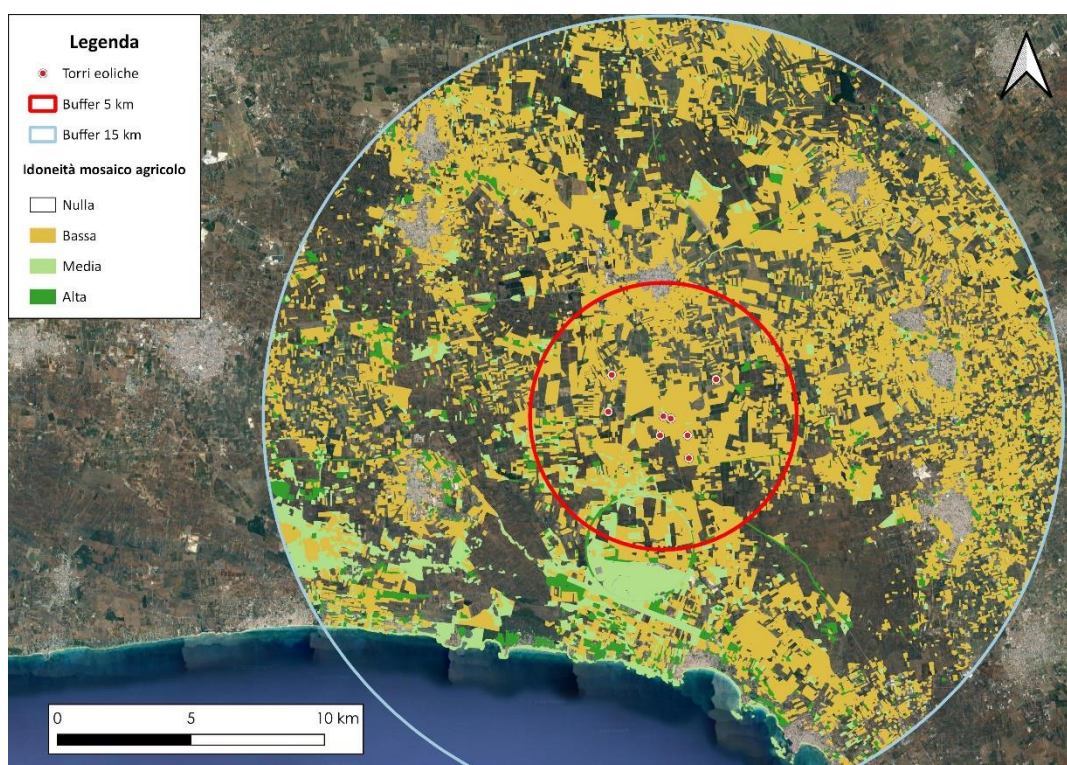 Legenda
Torri eoliche
Buffer 5 km
Buffer 15 km
Idoneità mosaico agricolo
Nulla
Bassa
Media
Alta
0 5 10 km